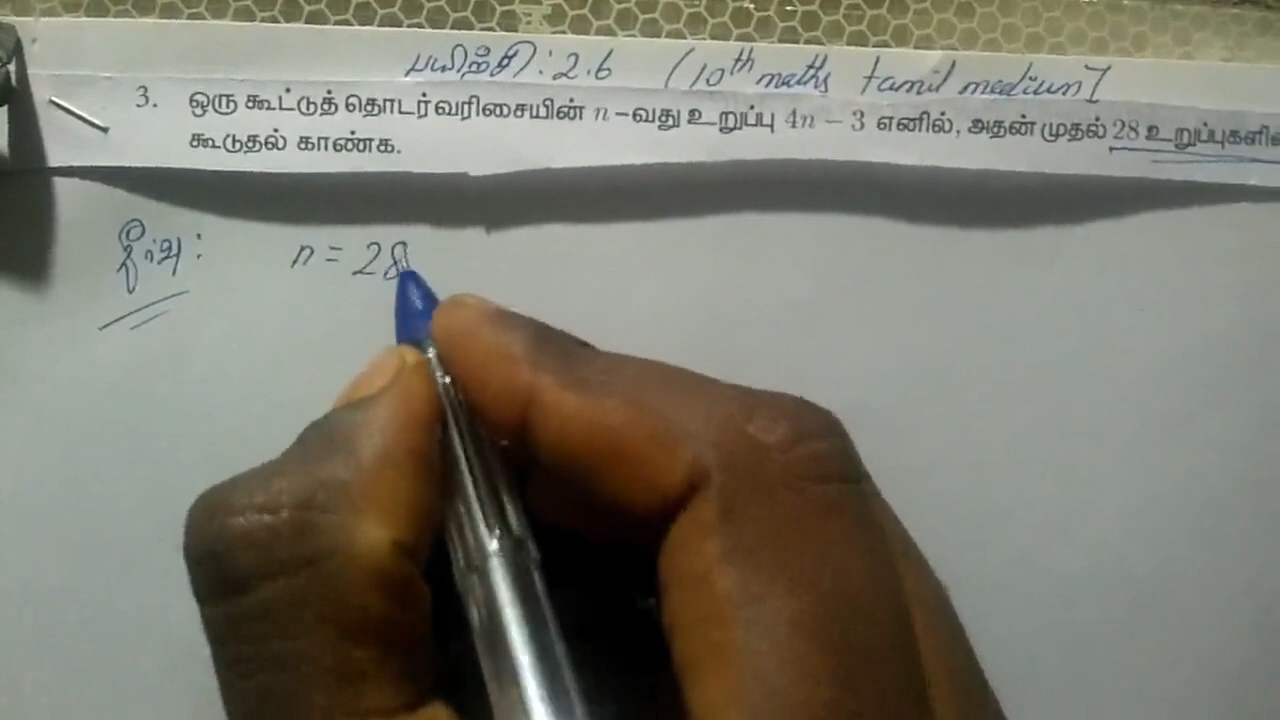 பயிற்சி: 2.6 (10th maths tamil medium)
3. ஒரு கூட்டுத் தொடர்வரிசையின் n-வது உறுப்பு 4n − 3 எனில், அதன் முதல் 28 உறுப்புகளின்
கூடுதல் காண்க.
தீர்வு: n = 28